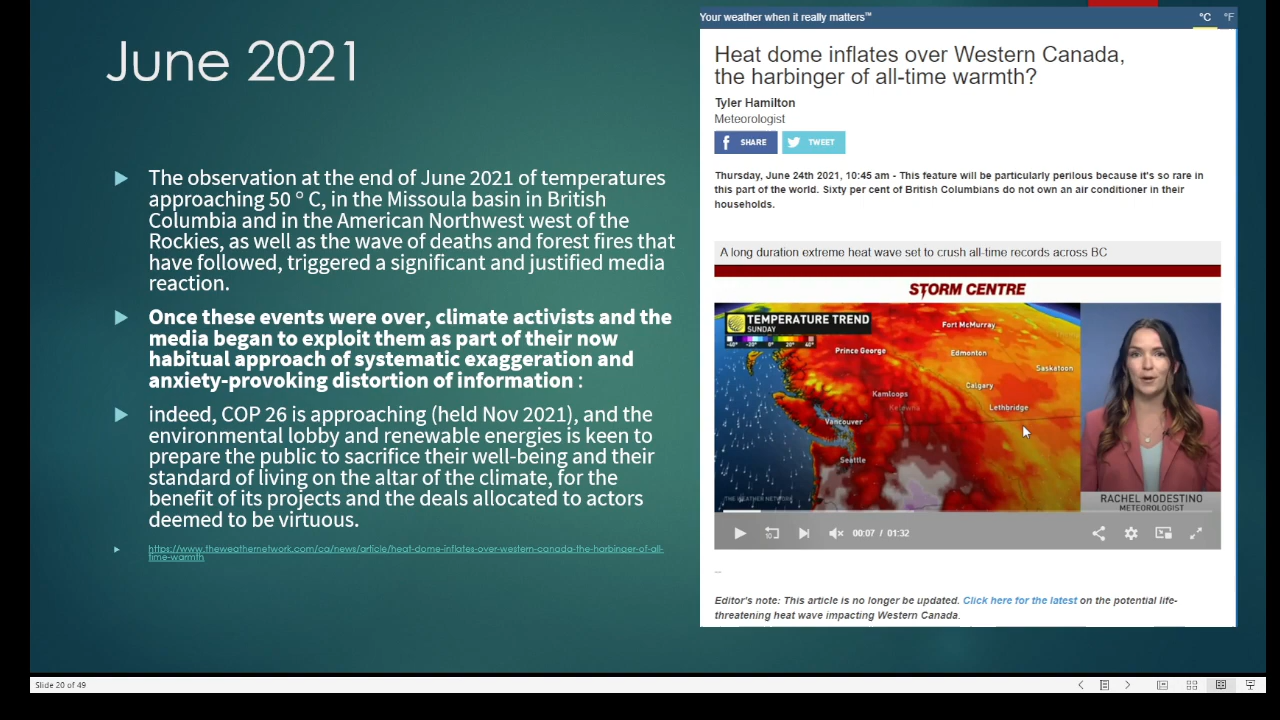 June 2021
The observation at the end of June 2021 of temperatures
approaching 50 ° C, in the Missoula basin in British
Columbia and in the American Northwest west of the
Rockies, as well as the wave of deaths and forest fires that
have followed, triggered a significant and justified media
reaction.
Once these events were over, climate activists and the
media began to exploit them as part of their now
habitual approach of systematic exaggeration and
anxiety-provoking distortion of information :
indeed, COP 26 is approaching (held Nov 2021), and the
environmental lobby and renewable energies is keen to
prepare the public to sacrifice their well-being and their
standard of living on the altar of the climate, for the
benefit of its projects and the deals allocated to actors
deemed to be virtuous.
https://www.theweathernetwork.com/ca/news/article/heat-dome-inflates-over-western-canada-the-harbinger-of-all-
time-warmth
Your weather when it really matters™
°C °F
Heat dome inflates over Western Canada,
the harbinger of all-time warmth?
Tyler Hamilton
Meteorologist
SHARE TWEET
Thursday, June 24th 2021, 10:45 am - This feature will be particularly perilous because it's so rare in
this part of the world. Sixty per cent of British Columbians do not own an air conditioner in their
households.
A long duration extreme heat wave set to crush all-time records across BC
STORM CENTRE
TEMPERATURE TREND
SUNDAY
-40° -20° 0° 20° 40°
Fort McMurray
Prince George
Edmonton
Saskatoon
Calgary
Kamloops
Kelowna
Lethbridge
Vancouver
Seattle
THE WEATHER NETWORK
RACHEL MODESTINO
METEOROLOGIST
10
00:07 / 01:32
Editor's note: This article is no longer be updated. Click here for the latest on the potential life-
threatening heat wave impacting Western Canada.
Slide 20 of 49